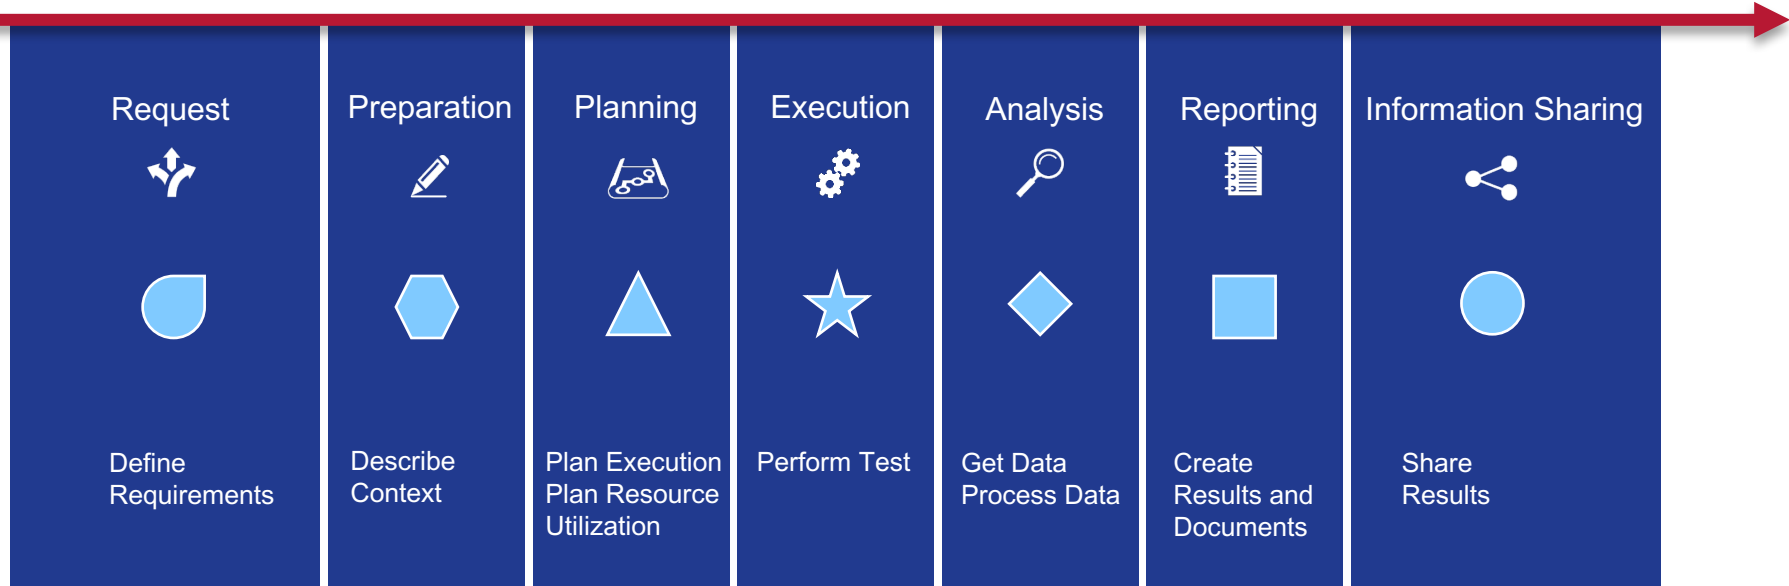 Request
Preparation
Planning
Execution
Analysis
Reporting
Information Sharing
Define
Requirements
Describe
Context
Plan Execution
Plan Resource
Utilization
Perform Test
Get Data
Process Data
Create
Results and
Documents
Share
Results